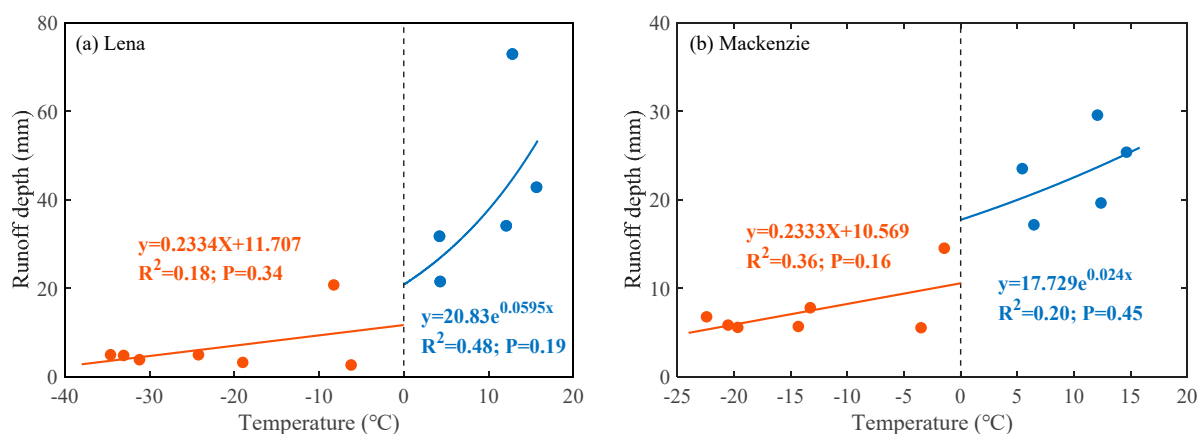 (a) Lena
80
60
40
20
0
Runoff depth (mm)
y=0.2334X+11.707
R²=0.18; P=0.34
y=20.83e^0.0595x
R²=0.48; P=0.19
-40 -30 -20 -10 0 10 20
Temperature (°C)
(b) Mackenzie
40
30
20
10
0
Runoff depth (mm)
y=0.2333X+10.569
R²=0.36; P=0.16
y=17.729e^0.024x
R²=0.20; P=0.45
-25 -20 -15 -10 -5 0 5 10 15 20
Temperature (°C)